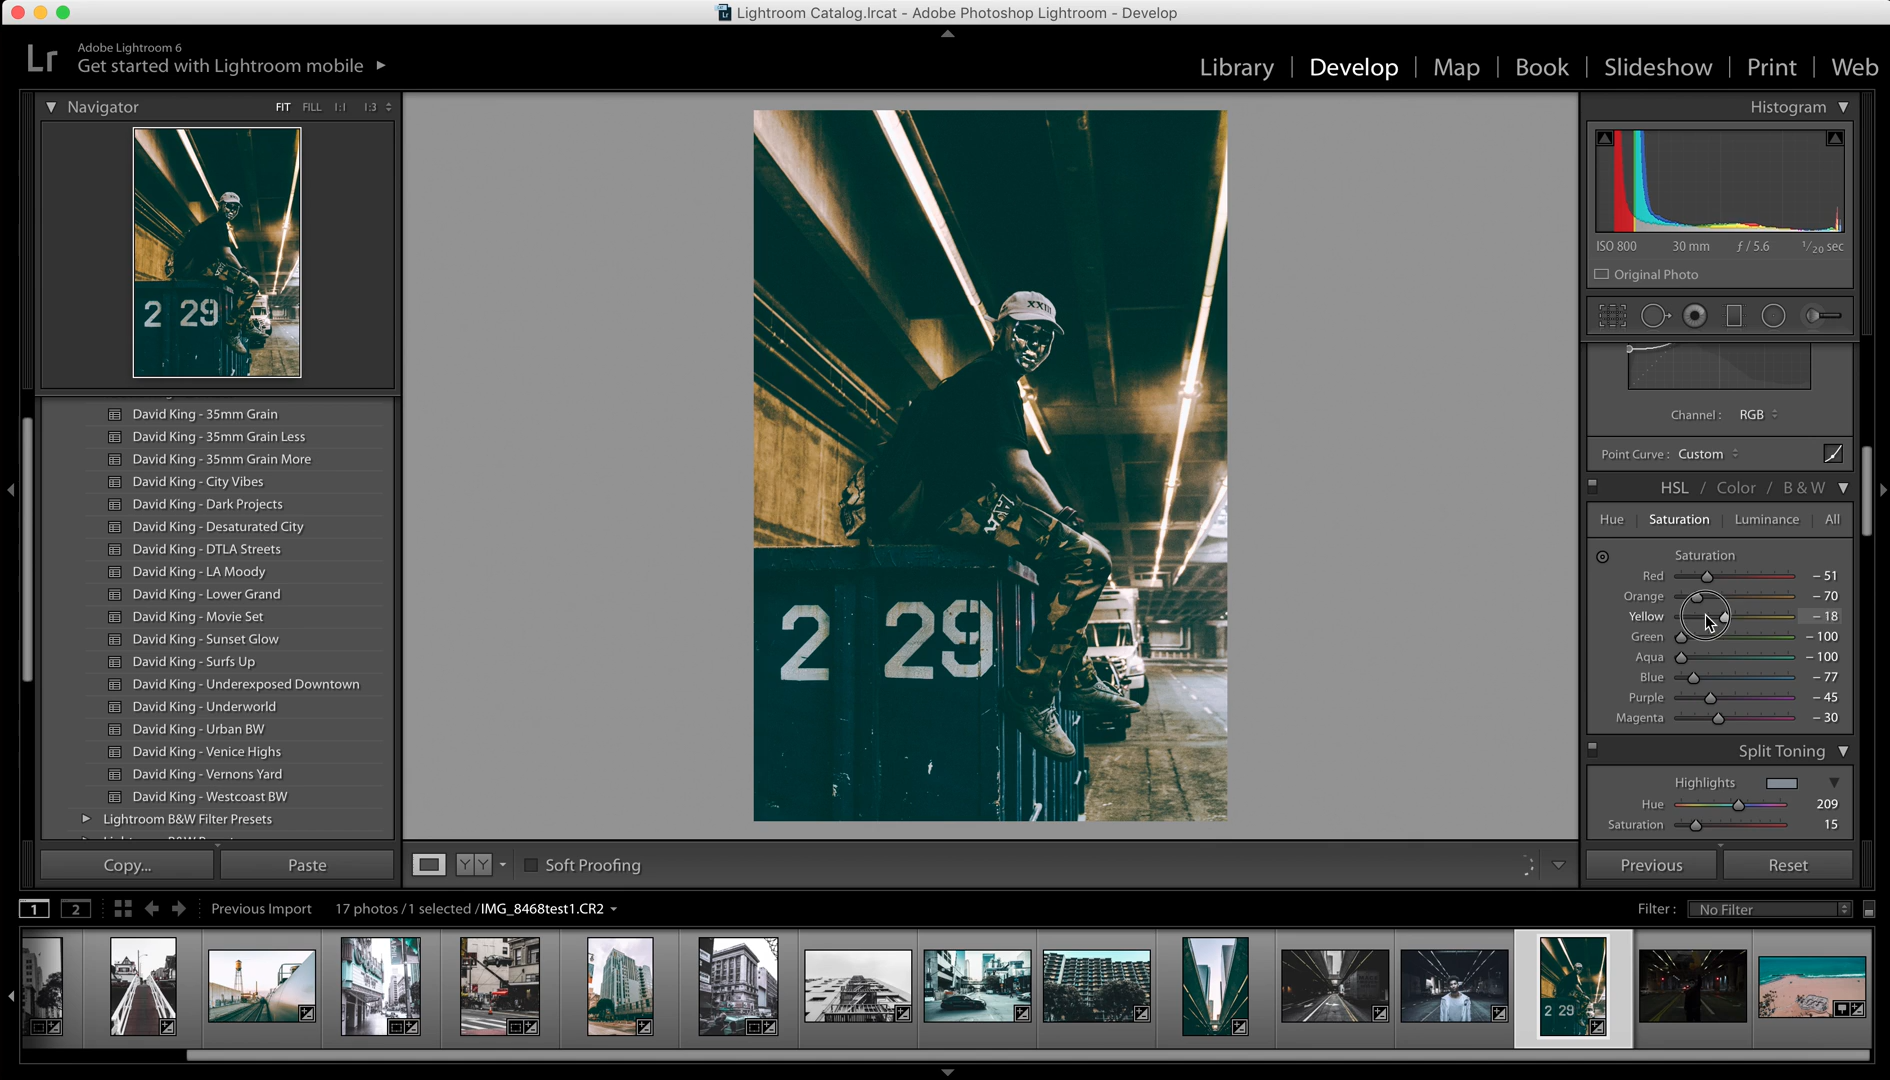 Lightroom Catalog.lrcat - Adobe Photoshop Lightroom - Develop
Lr
Adobe Lightroom 6
Get started with Lightroom mobile
Library | Develop | Map | Book | Slideshow | Print | Web
Navigator
FIT FILL 1:1 1:3
2 29
David King - 35mm Grain
David King - 35mm Grain Less
David King - 35mm Grain More
David King - City Vibes
David King - Dark Projects
David King - Desaturated City
David King - DTLA Streets
David King - LA Moody
David King - Lower Grand
David King - Movie Set
David King - Sunset Glow
David King - Surfs Up
David King - Underexposed Downtown
David King - Underworld
David King - Urban BW
David King - Venice Highs
David King - Vernons Yard
David King - Westcoast BW
Lightroom B&W Filter Presets
Copy...
Paste
2 29
Soft Proofing
Histogram
ISO 800 30 mm ƒ / 5.6 1/20 sec
Original Photo
Channel : RGB
Point Curve : Custom
HSL / Color / B & W
Hue Saturation Luminance All
Saturation
Red − 51
Orange − 70
Yellow − 18
Green − 100
Aqua − 100
Blue − 77
Purple − 45
Magenta − 30
Split Toning
Highlights
Hue 209
Saturation 15
Previous
Reset
1 2 Previous Import 17 photos / 1 selected / IMG_8468test1.CR2
Filter : No Filter
2 29